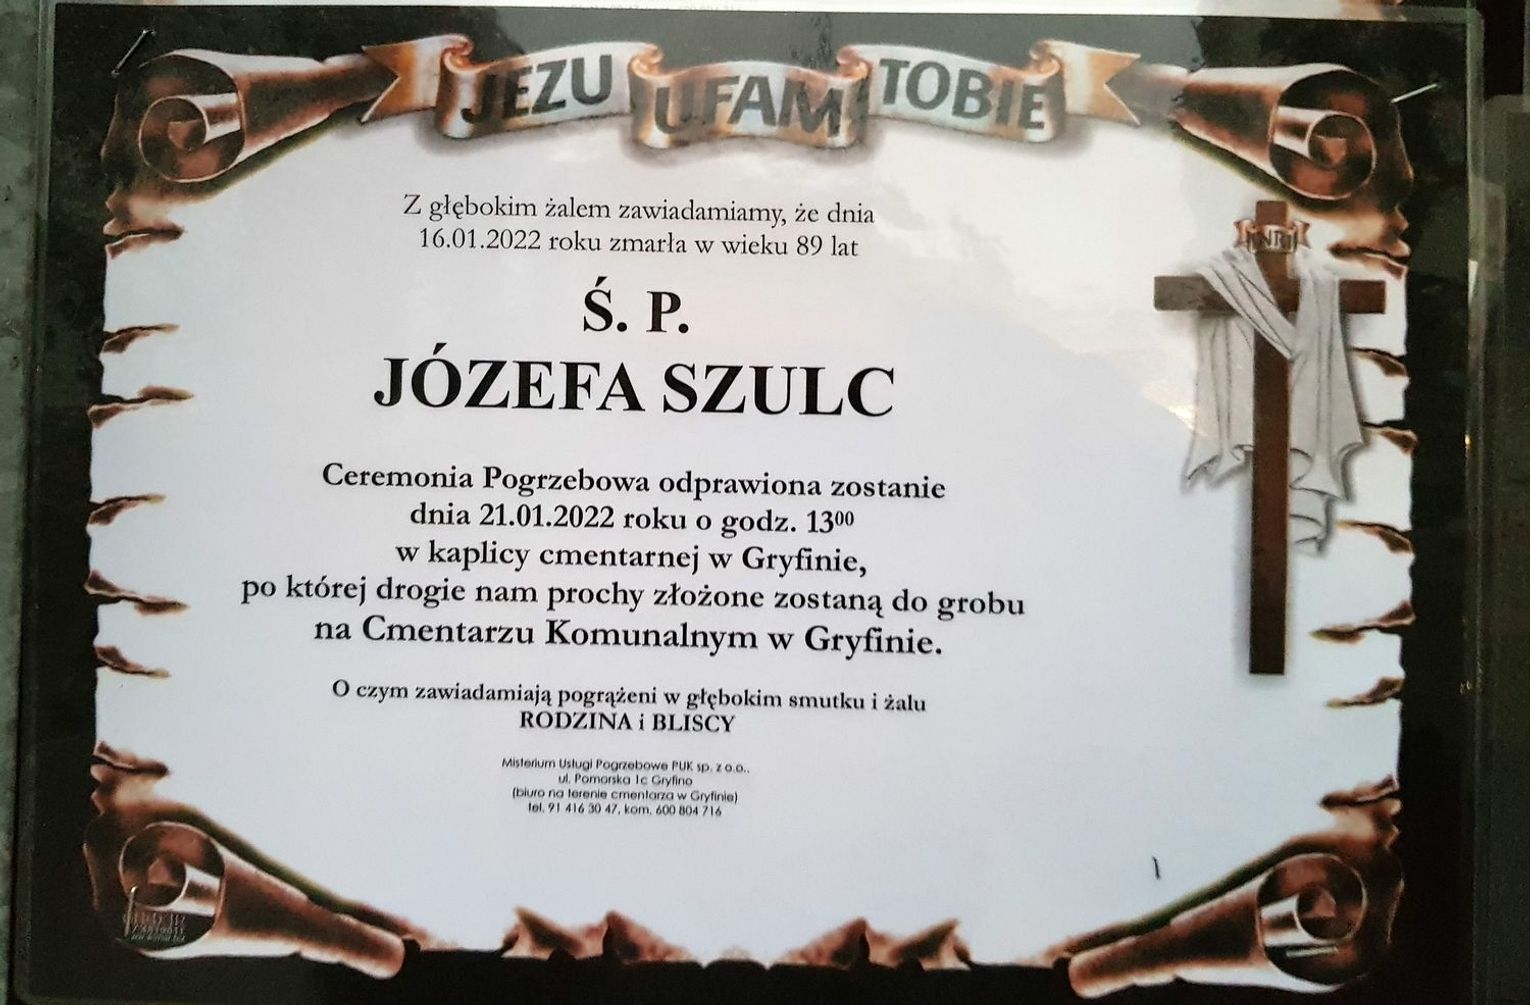 JEZU UFAM TOBIE
INRI
Z głębokim żalem zawiadamiamy, że dnia
16.01.2022 roku zmarła w wieku 89 lat
Ś. P.
JÓZEFA SZULC
Ceremonia Pogrzebowa odprawiona zostanie
dnia 21.01.2022 roku o godz. 13⁰⁰
w kaplicy cmentarnej w Gryfinie,
po której drogie nam prochy złożone zostaną do grobu
na Cmentarzu Komunalnym w Gryfinie.
O czym zawiadamiają pogrążeni w głębokim smutku i żalu
RODZINA i BLISCY
Misterium Usługi Pogrzebowe PUK sp. z o.o..
ul. Pomorska 1c Gryfino
(biuro na terenie cmentarza w Gryfinie)
tel. 91 416 30 47, kom. 600 804 716